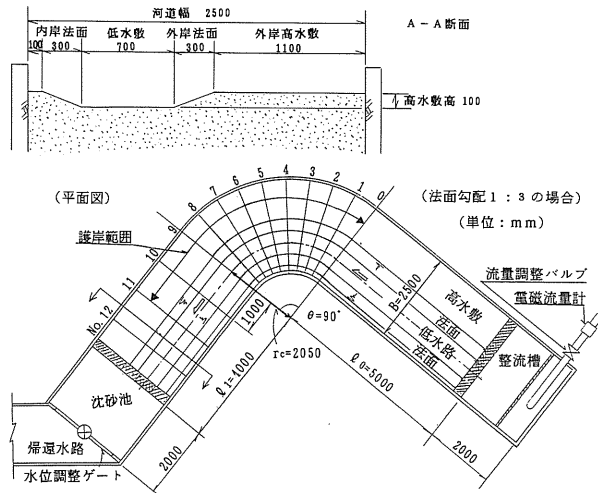 河道幅 2500
A-A断面
内岸法面 低水敷 外岸法面 外岸高水敷
100 300 700 300 1100
高水敷高 100
(平面図)
(法面勾配1:3の場合)
(単位:mm)
護岸範囲
0
1
2
3
4
5
6
7
8
9
10
11
No.12
流量調整バルブ
電磁流量計
高水敷
法面
低水路
法面
B=2500
整流槽
θ=90°
rc=2050
1000
ℓ1=4000
ℓ0=5000
2000
2000
沈砂池
帰還水路
水位調整ゲート